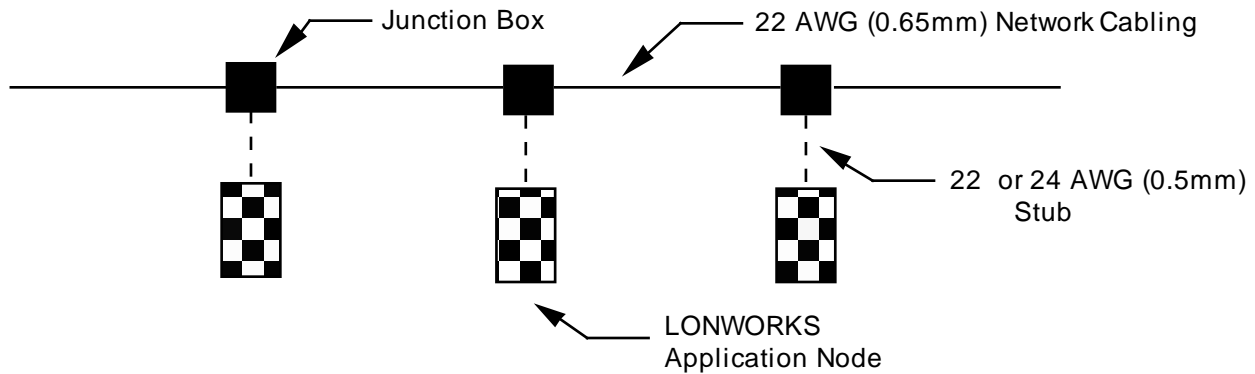 Junction Box
22 AWG (0.65mm) Network Cabling
22 or 24 AWG (0.5mm)
Stub
LONWORKS
Application Node